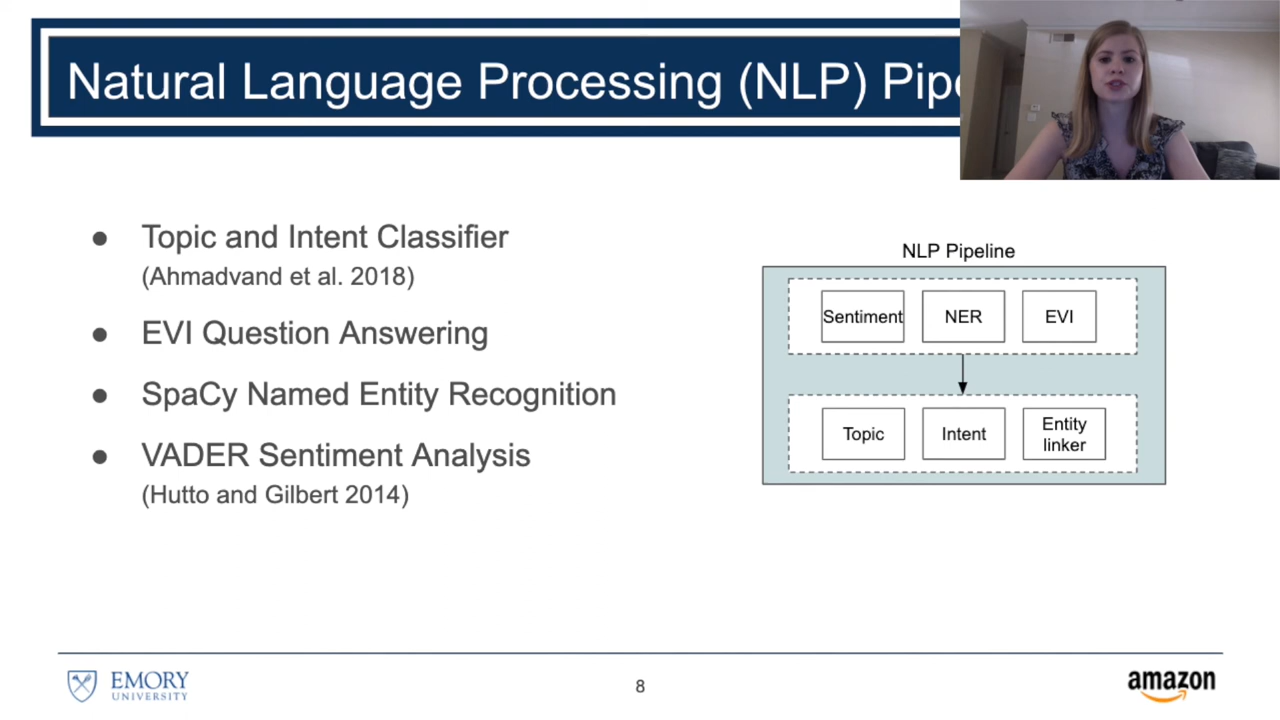 Natural Language Processing (NLP) Pip
● Topic and Intent Classifier
(Ahmadvand et al. 2018)
● EVI Question Answering
● SpaCy Named Entity Recognition
● VADER Sentiment Analysis
(Hutto and Gilbert 2014)
NLP Pipeline
Sentiment NER EVI
Topic Intent Entity
linker
EMORY
UNIVERSITY
8
amazon